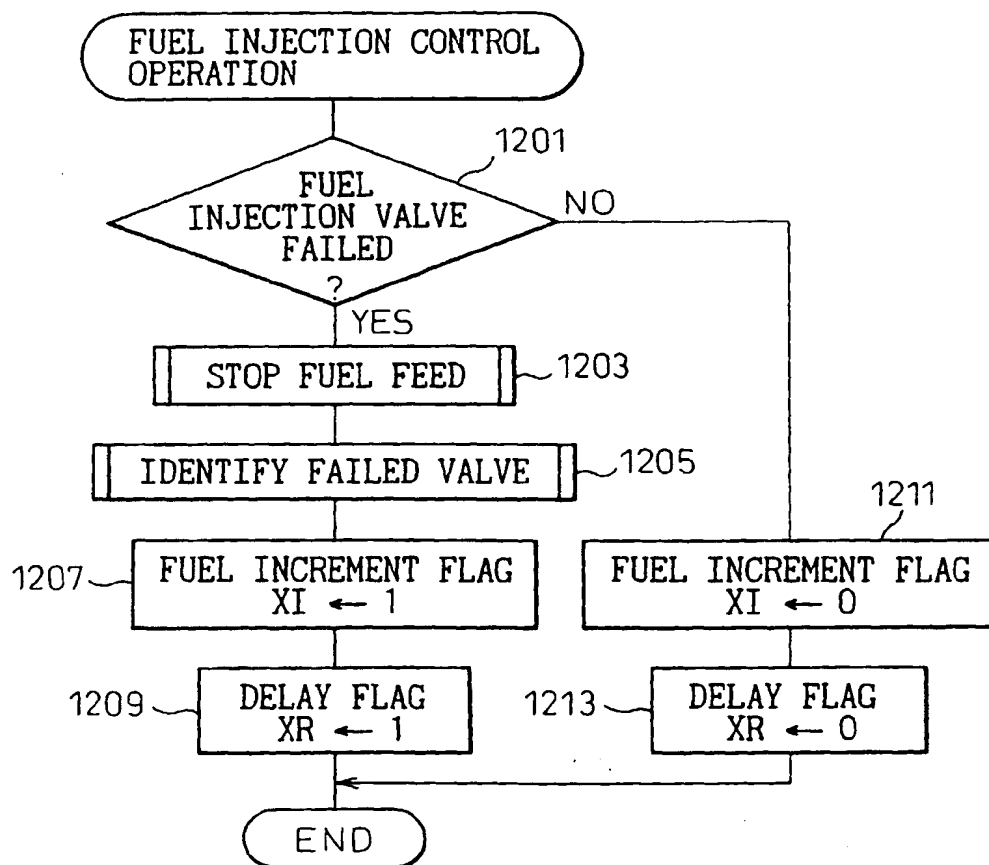 FUEL INJECTION CONTROL
OPERATION
1201
FUEL
INJECTION VALVE
FAILED
?
NO
YES
STOP FUEL FEED
1203
IDENTIFY FAILED VALVE
1205
1211
1207
FUEL INCREMENT FLAG
XI ← 1
FUEL INCREMENT FLAG
XI ← 0
1209
DELAY FLAG
XR ← 1
1213
DELAY FLAG
XR ← 0
END